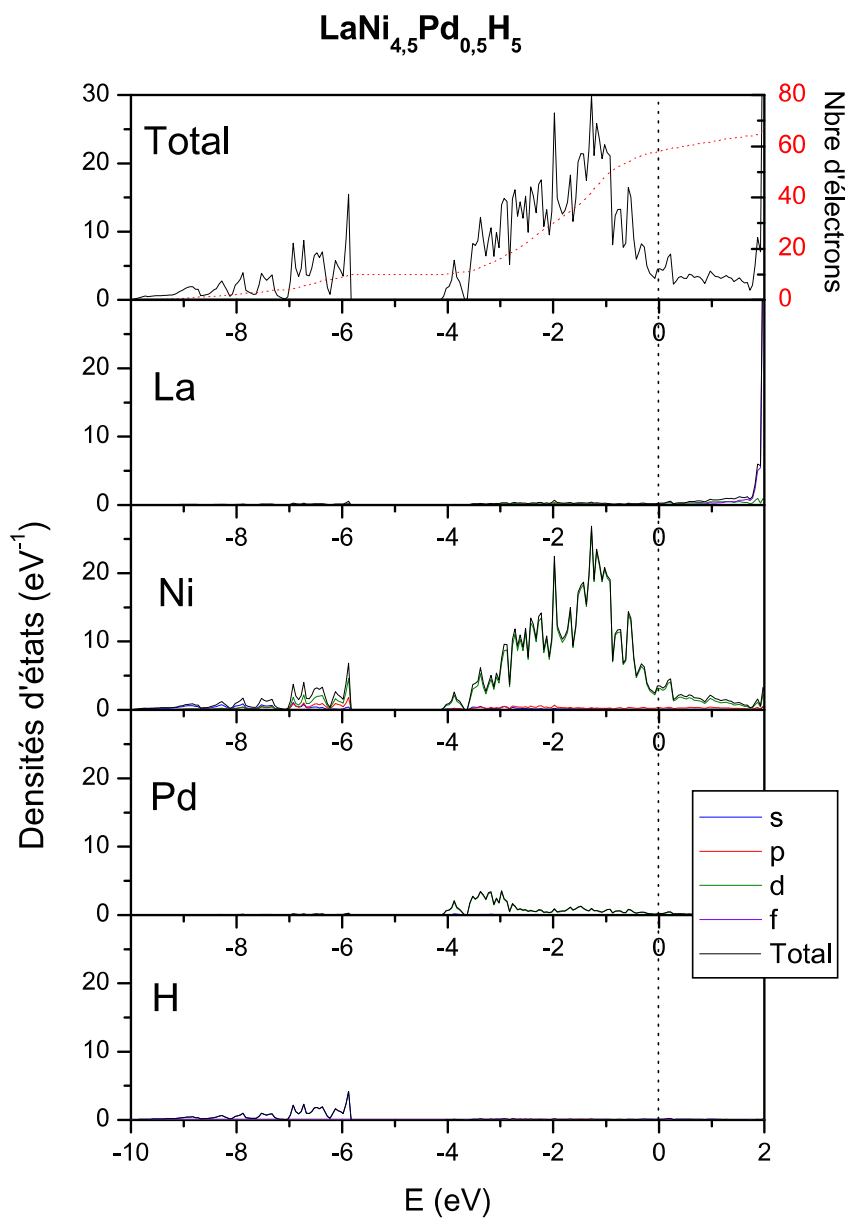 LaNi4,5Pd0,5H5
30 80
Total
20 60
40
10 20
0 0
Nbre d'électrons
-8 -6 -4 -2 0
20
La
10
0
-8 -6 -4 -2 0
20
Ni
10
0
-8 -6 -4 -2 0
20
Pd
10
0
-8 -6 -4 -2 0
s
p
d
f
Total
20
H
10
0
-10 -8 -6 -4 -2 0 2
E (eV)
Densités d'états (eV-1)